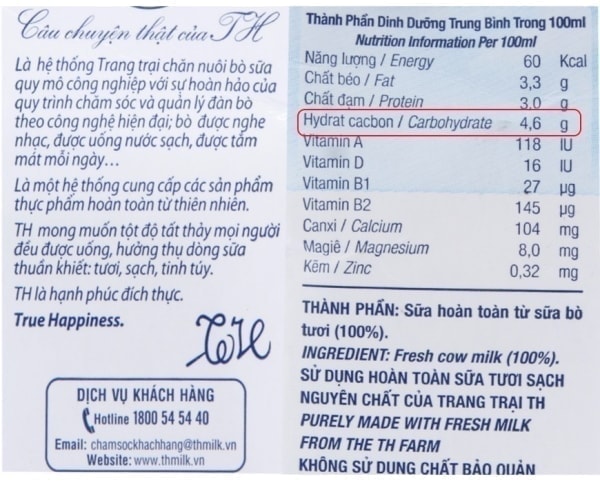 Câu chuyện thật của TH
Là hệ thống Trang trại chăn nuôi bò sữa
quy mô công nghiệp với sự hoàn hảo của
quy trình chăm sóc và quản lý đàn bò
theo công nghệ hiện đại; bò được nghe
nhạc, được uống nước sạch, được tắm
mát mỗi ngày...
Là một hệ thống cung cấp các sản phẩm
thực phẩm hoàn toàn từ thiên nhiên.
TH mong muốn tột độ tất thảy mọi người
đều được uống, hưởng thụ dòng sữa
thuần khiết: tươi, sạch, tinh túy.
TH là hạnh phúc đích thực.
True Happiness.
TH
DỊCH VỤ KHÁCH HÀNG
Hotline 1800 54 54 40
Email: chamsockhachhang@thmilk.vn
Website: www.thmilk.vn
Thành Phần Dinh Dưỡng Trung Bình Trong 100ml
Nutrition Information Per 100ml
Năng lượng / Energy 60 Kcal
Chất béo / Fat 3,3 g
Chất đạm / Protein 3,0 g
Hydrat cacbon / Carbohydrate 4,6 g
Vitamin A 118 IU
Vitamin D 16 IU
Vitamin B1 27 µg
Vitamin B2 145 µg
Canxi / Calcium 104 mg
Magiê / Magnesium 8,0 mg
Kẽm / Zinc 0,32 mg
THÀNH PHẦN: Sữa hoàn toàn từ sữa bò
tươi (100%).
INGREDIENT: Fresh cow milk (100%).
SỬ DỤNG HOÀN TOÀN SỮA TƯƠI SẠCH
NGUYÊN CHẤT CỦA TRANG TRẠI TH
PURELY MADE WITH FRESH MILK
FROM THE TH FARM
KHÔNG SỬ DỤNG CHẤT BẢO QUẢN